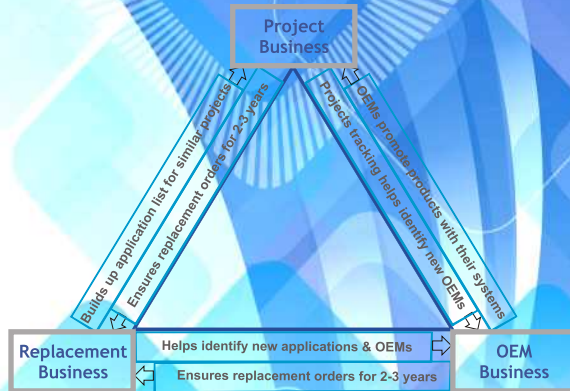 Project
Business
Builds up application list for similar projects
Ensures replacement orders for 2-3 years
Projects tracking helps identify new OEMs
OEMs promote products with their systems
Replacement
Business
Helps identify new applications & OEMs
Ensures replacement orders for 2-3 years
OEM
Business